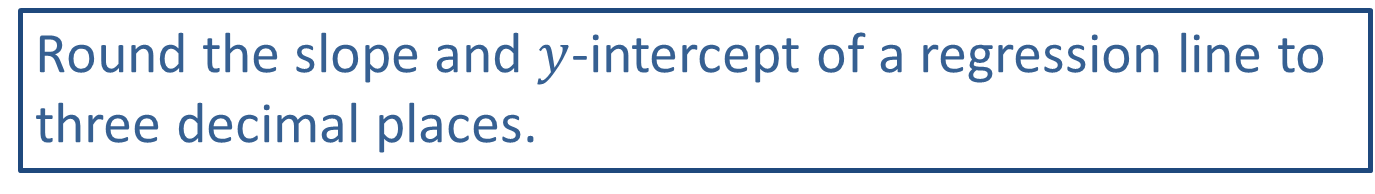 Round the slope and y-intercept of a regression line to
three decimal places.